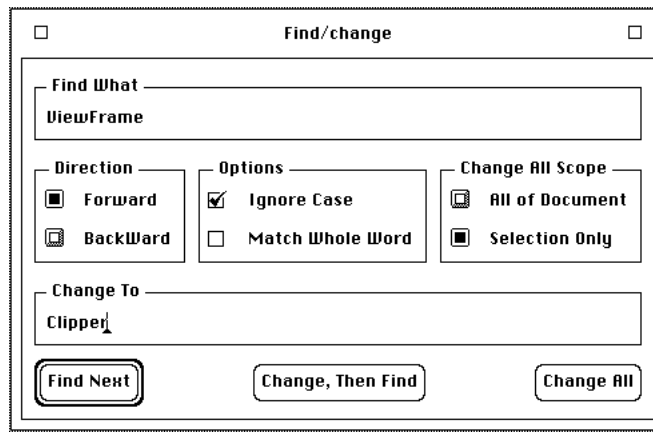 Find/change
Find What
ViewFrame
Direction
Options
Change All Scope
Forward
Ignore Case
All of Document
BackWard
Match Whole Word
Selection Only
Change To
Clipper
Find Next
Change, Then Find
Change All